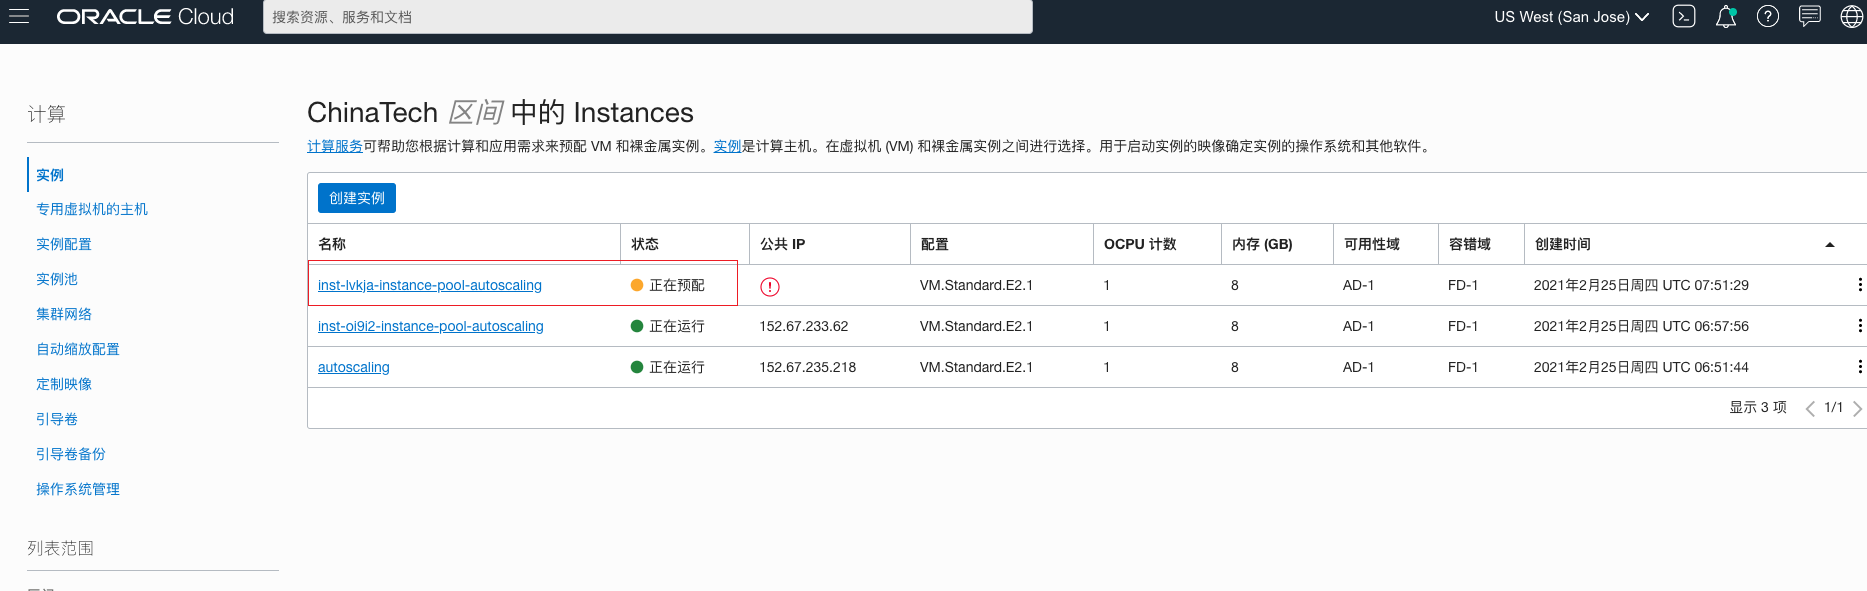 ORACLE Cloud
搜索资源、服务和文档
US West (San Jose)
计算
实例
专用虚拟机的主机
实例配置
实例池
集群网络
自动缩放配置
定制映像
引导卷
引导卷备份
操作系统管理
列表范围
ChinaTech 区间 中的 Instances
计算服务可帮助您根据计算和应用需求来预配 VM 和裸金属实例。实例是计算主机。在虚拟机 (VM) 和裸金属实例之间进行选择。用于启动实例的映像确定实例的操作系统和其他软件。
创建实例
名称 状态 公共 IP 配置 OCPU 计数 内存 (GB) 可用性域 容错域 创建时间
inst-lvkja-instance-pool-autoscaling 正在预配 VM.Standard.E2.1 1 8 AD-1 FD-1 2021年2月25日周四 UTC 07:51:29
inst-oi9i2-instance-pool-autoscaling 正在运行 152.67.233.62 VM.Standard.E2.1 1 8 AD-1 FD-1 2021年2月25日周四 UTC 06:57:56
autoscaling 正在运行 152.67.235.218 VM.Standard.E2.1 1 8 AD-1 FD-1 2021年2月25日周四 UTC 06:51:44
显示 3 项 1/1